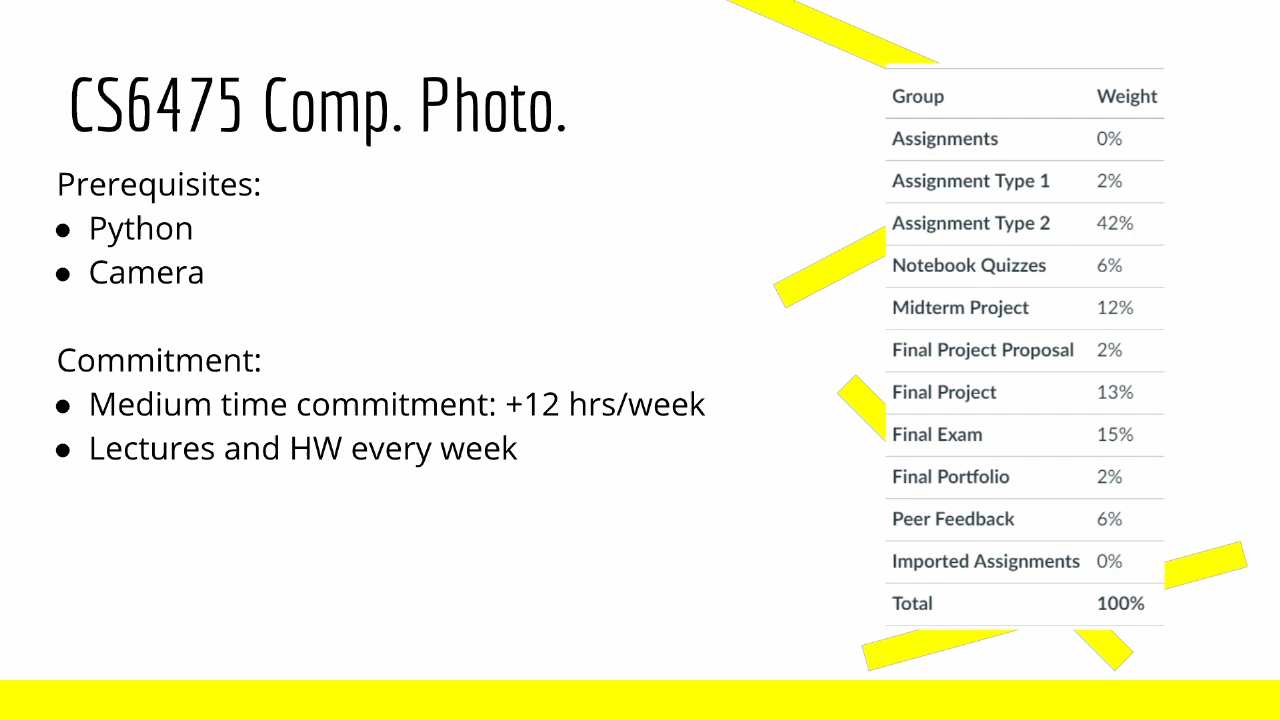 CS6475 Comp. Photo.
Prerequisites:
● Python
● Camera
Commitment:
● Medium time commitment: +12 hrs/week
● Lectures and HW every week
Group Weight
Assignments 0%
Assignment Type 1 2%
Assignment Type 2 42%
Notebook Quizzes 6%
Midterm Project 12%
Final Project Proposal 2%
Final Project 13%
Final Exam 15%
Final Portfolio 2%
Peer Feedback 6%
Imported Assignments 0%
Total 100%